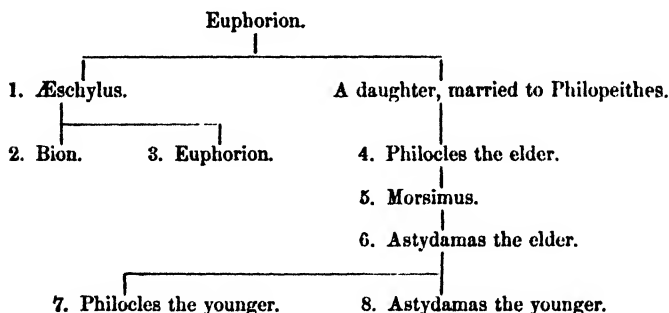 Euphorion.
1. Æschylus. A daughter, married to Philopeithes.
2. Bion. 3. Euphorion. 4. Philocles the elder.
5. Morsimus.
6. Astydamas the elder.
7. Philocles the younger. 8. Astydamas the younger.